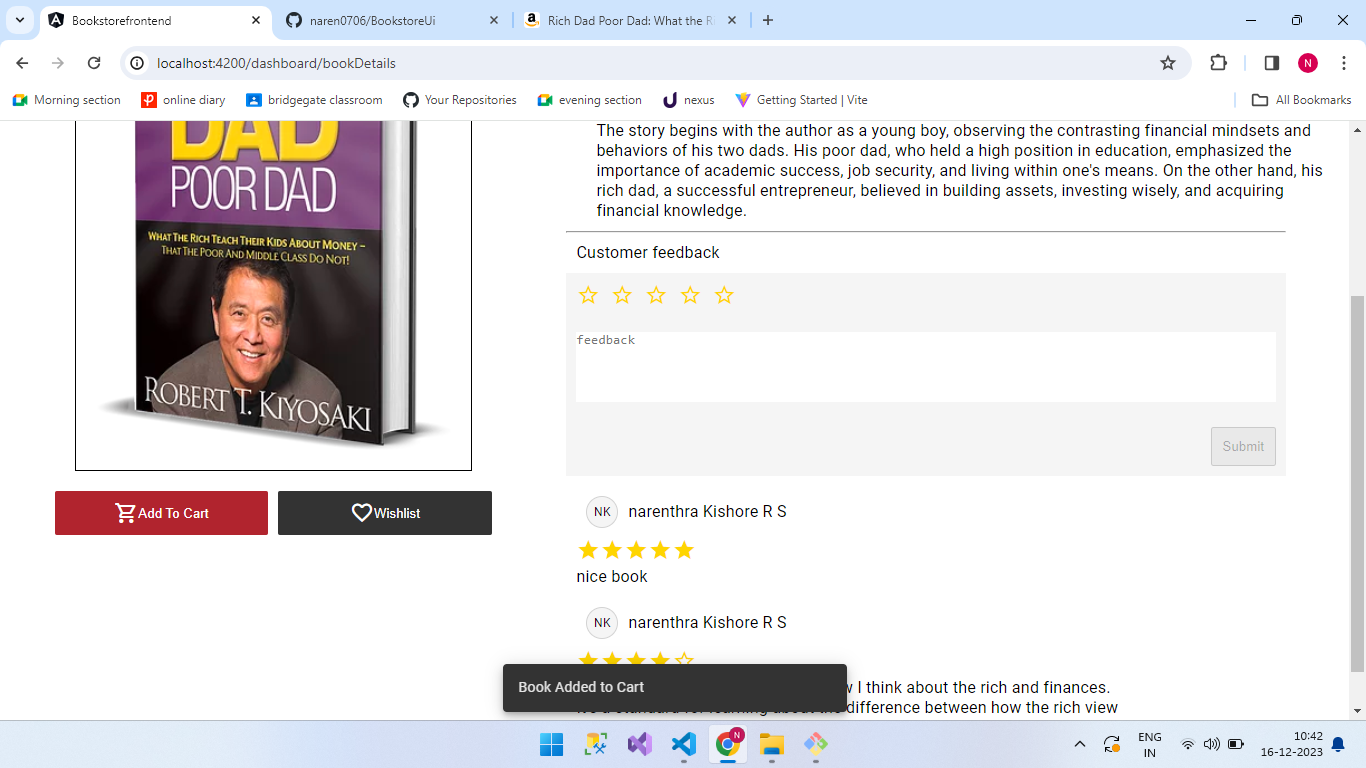 Bookstorefrontend
naren0706/BookstoreUi
Rich Dad Poor Dad: What the R
localhost:4200/dashboard/bookDetails
N
Morning section
online diary
bridgegate classroom
Your Repositories
evening section
nexus
Getting Started | Vite
All Bookmarks
DAD
POOR DAD
WHAT THE RICH TEACH THEIR KIDS ABOUT MONEY –
THAT THE POOR AND MIDDLE CLASS DO NOT!
ROBERT T. KIYOSAKI
Add To Cart
Wishlist
The story begins with the author as a young boy, observing the contrasting financial mindsets and
behaviors of his two dads. His poor dad, who held a high position in education, emphasized the
importance of academic success, job security, and living within one's means. On the other hand, his
rich dad, a successful entrepreneur, believed in building assets, investing wisely, and acquiring
financial knowledge.
Customer feedback
feedback
Submit
NK
narenthra Kishore R S
nice book
NK
narenthra Kishore R S
I think about the rich and finances.
It's a standard for learning about the difference between how the rich view
Book Added to Cart
N
ENG
IN
10:42
16-12-2023